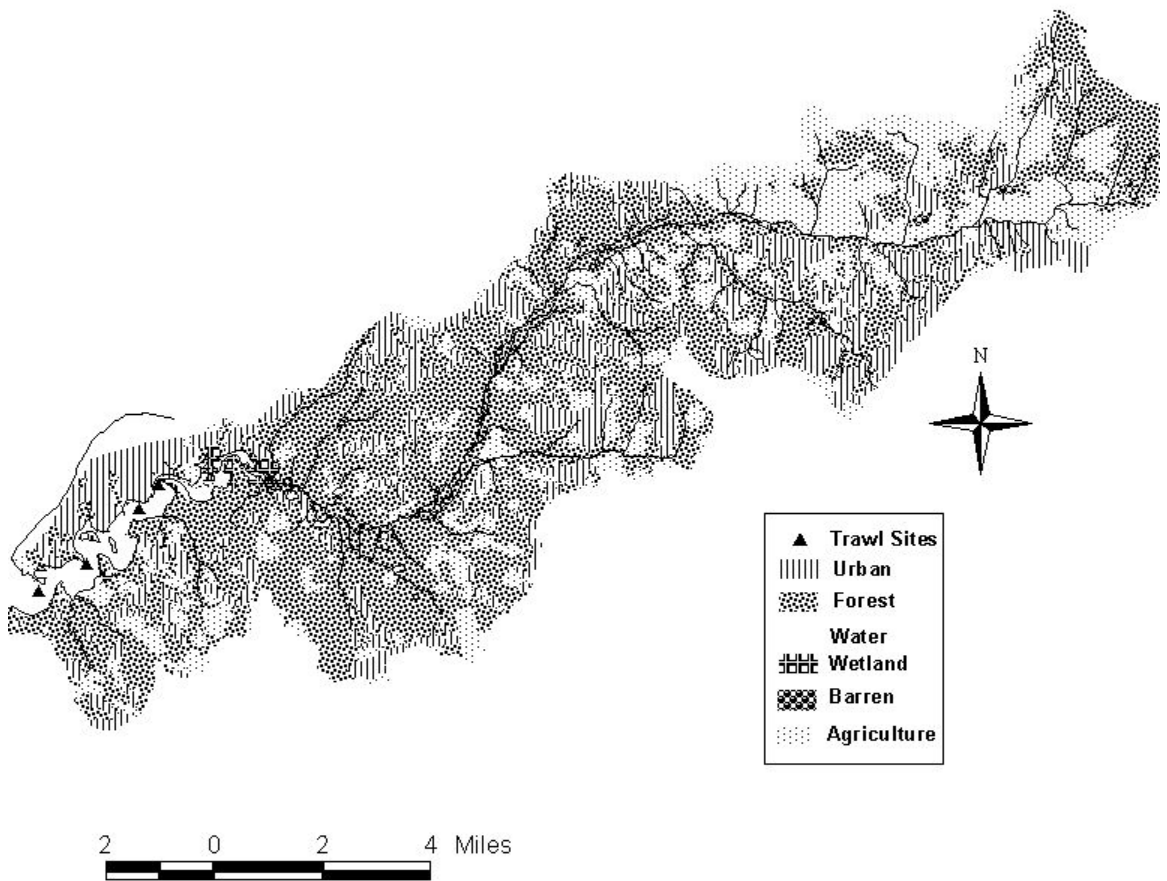 N
Trawl Sites
Urban
Forest
Water
Wetland
Barren
Agriculture
2 0 2 4 Miles